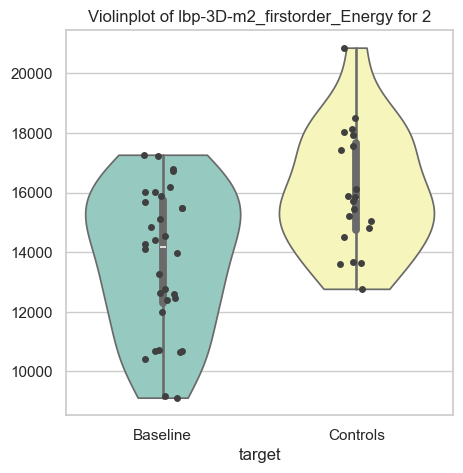 Violinplot of lbp-3D-m2_firstorder_Energy for 2
20000
18000
16000
14000
12000
10000
Baseline Controls
target